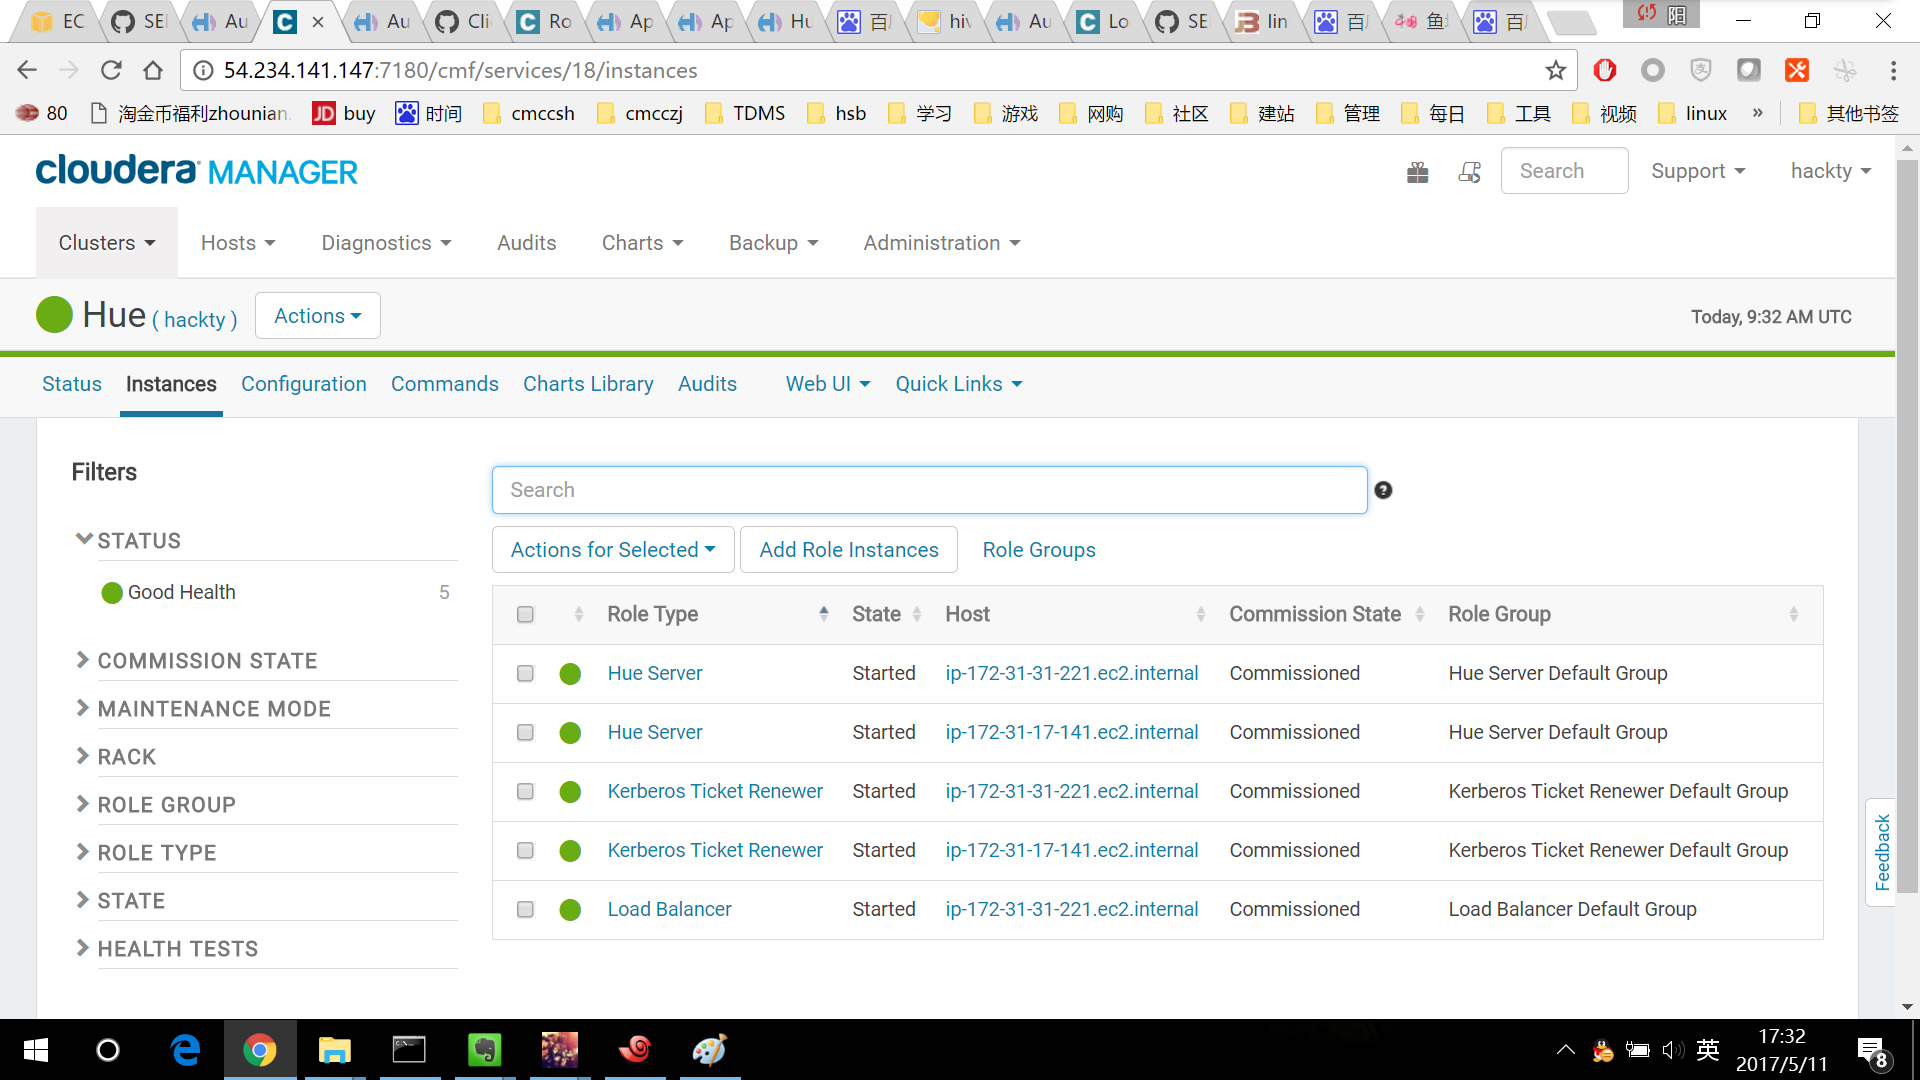 EC
SE
Au
Au
Cli
Ro
Ap
Ap
Hu
hiv
Au
Lo
SE
lin
阳
54.234.141.147:7180/cmf/services/18/instances
80 淘金币福利zhounian. JD buy 时间 cmccsh cmcczj TDMS hsb 学习 游戏 网购 社区 建站 管理 每日 工具 视频 linux » 其他书签
cloudera MANAGER
Search Support hackty
Clusters Hosts Diagnostics Audits Charts Backup Administration
Hue ( hackty ) Actions
Today, 9:32 AM UTC
Status Instances Configuration Commands Charts Library Audits Web UI Quick Links
Filters
STATUS
Good Health 5
COMMISSION STATE
MAINTENANCE MODE
RACK
ROLE GROUP
ROLE TYPE
STATE
HEALTH TESTS
Search
Actions for Selected Add Role Instances Role Groups
Role Type State Host Commission State Role Group
Hue Server Started ip-172-31-31-221.ec2.internal Commissioned Hue Server Default Group
Hue Server Started ip-172-31-17-141.ec2.internal Commissioned Hue Server Default Group
Kerberos Ticket Renewer Started ip-172-31-31-221.ec2.internal Commissioned Kerberos Ticket Renewer Default Group
Kerberos Ticket Renewer Started ip-172-31-17-141.ec2.internal Commissioned Kerberos Ticket Renewer Default Group
Load Balancer Started ip-172-31-31-221.ec2.internal Commissioned Load Balancer Default Group
Feedback
英
17:32
2017/5/11
8